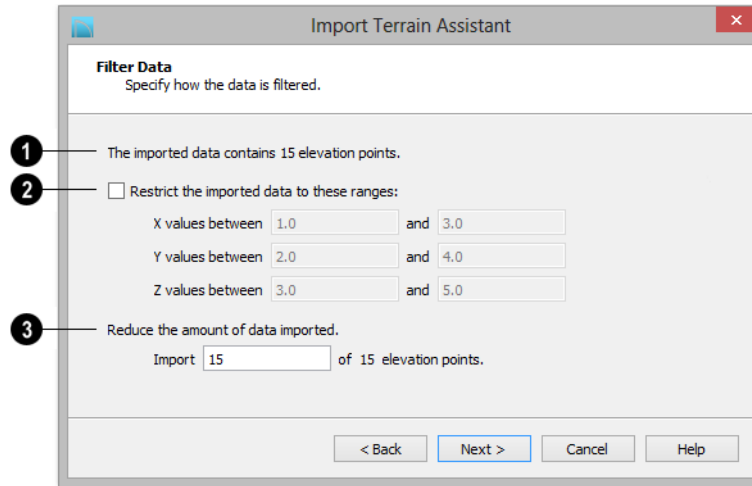 Import Terrain Assistant
Filter Data
Specify how the data is filtered.
1 The imported data contains 15 elevation points.
2 Restrict the imported data to these ranges:
X values between 1.0 and 3.0
Y values between 2.0 and 4.0
Z values between 3.0 and 5.0
3 Reduce the amount of data imported.
Import 15 of 15 elevation points.
< Back Next > Cancel Help